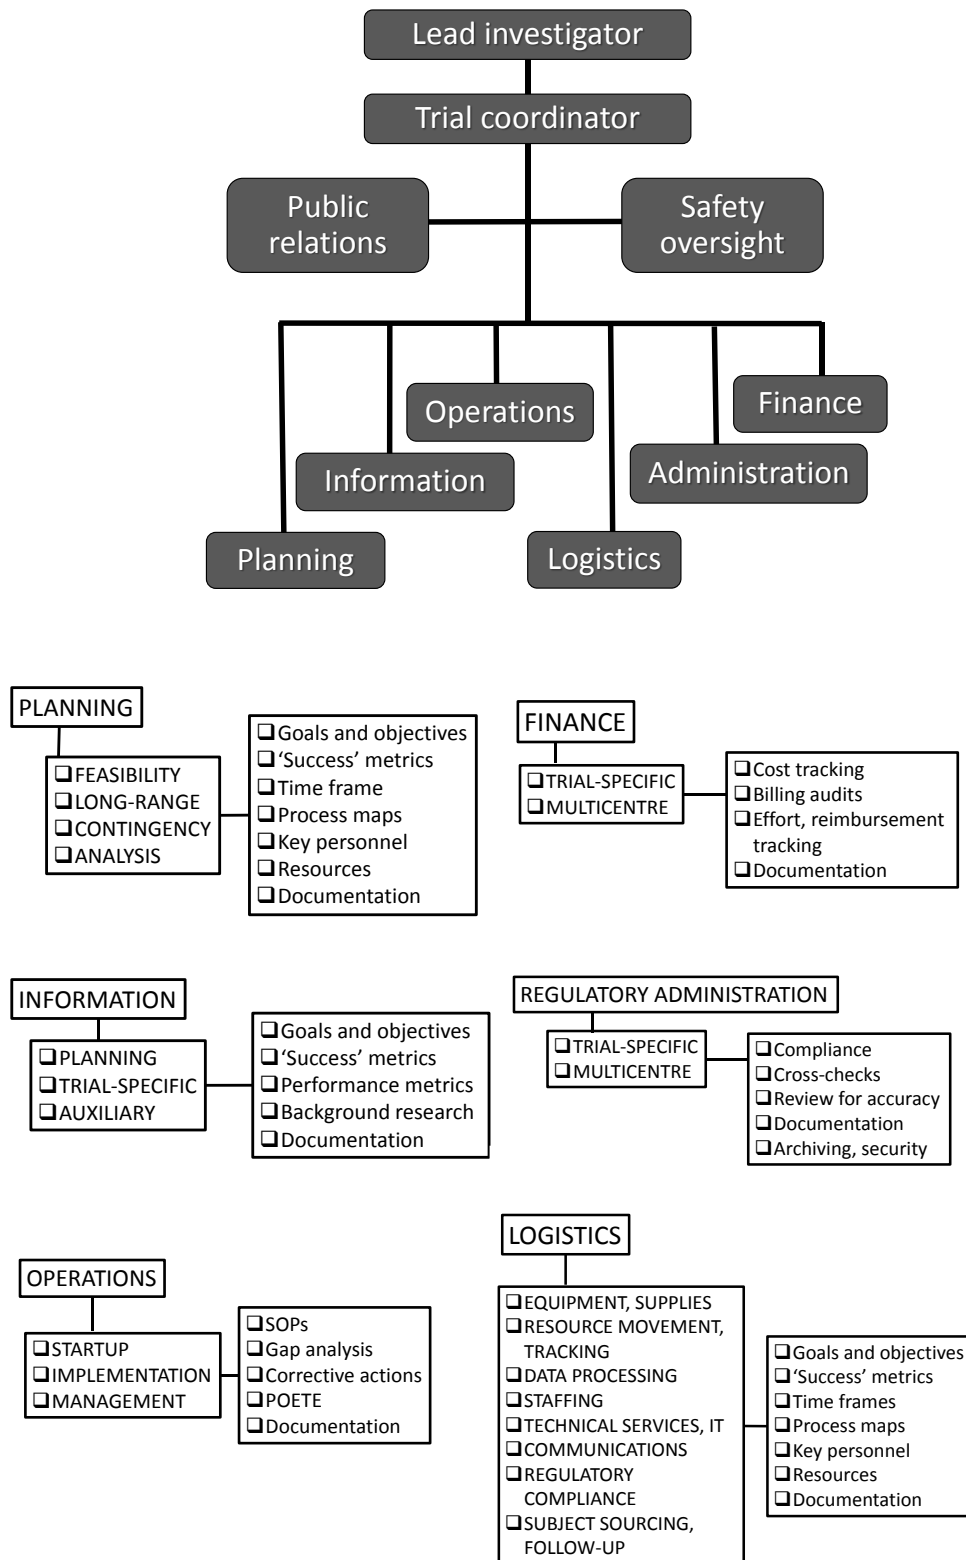 Lead investigator
Trial coordinator
Public
relations
Safety
oversight
Operations
Finance
Information
Administration
Planning
Logistics
PLANNING
❑FEASIBILITY
❑LONG-RANGE
❑CONTINGENCY
❑ANALYSIS
❑Goals and objectives
❑‘Success’ metrics
❑Time frame
❑Process maps
❑Key personnel
❑Resources
❑Documentation
FINANCE
❑TRIAL-SPECIFIC
❑MULTICENTRE
❑Cost tracking
❑Billing audits
❑Effort, reimbursement
tracking
❑Documentation
INFORMATION
❑PLANNING
❑TRIAL-SPECIFIC
❑AUXILIARY
❑Goals and objectives
❑‘Success’ metrics
❑Performance metrics
❑Background research
❑Documentation
REGULATORY ADMINISTRATION
❑TRIAL-SPECIFIC
❑MULTICENTRE
❑Compliance
❑Cross-checks
❑Review for accuracy
❑Documentation
❑Archiving, security
OPERATIONS
❑STARTUP
❑IMPLEMENTATION
❑MANAGEMENT
❑SOPs
❑Gap analysis
❑Corrective actions
❑POETE
❑Documentation
LOGISTICS
❑EQUIPMENT, SUPPLIES
❑RESOURCE MOVEMENT,
TRACKING
❑DATA PROCESSING
❑STAFFING
❑TECHNICAL SERVICES, IT
❑COMMUNICATIONS
❑REGULATORY
COMPLIANCE
❑SUBJECT SOURCING,
FOLLOW-UP
❑Goals and objectives
❑‘Success’ metrics
❑Time frames
❑Process maps
❑Key personnel
❑Resources
❑Documentation